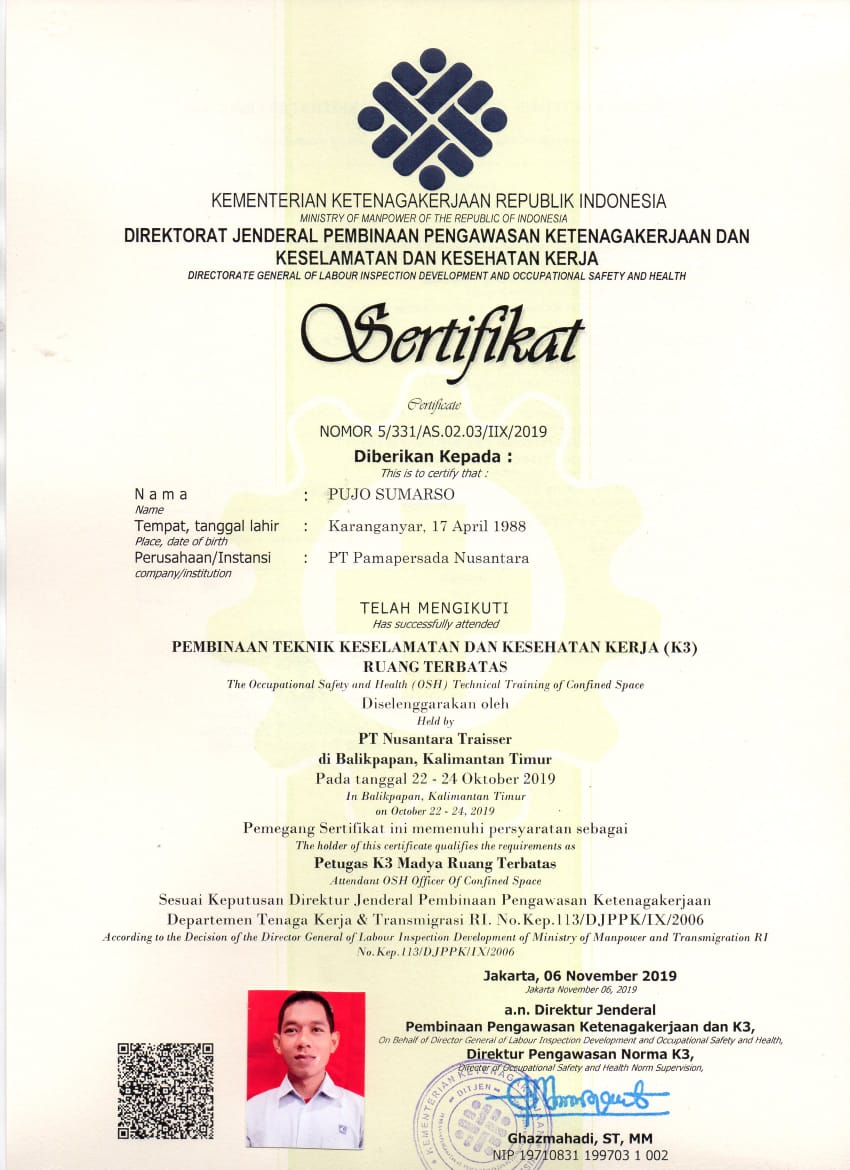 KEMENTERIAN KETENAGAKERJAAN REPUBLIK INDONESIA
MINISTRY OF MANPOWER OF THE REPUBLIC OF INDONESIA
DIREKTORAT JENDERAL PEMBINAAN PENGAWASAN KETENAGAKERJAAN DAN
KESELAMATAN DAN KESEHATAN KERJA
DIRECTORATE GENERAL OF LABOUR INSPECTION DEVELOPMENT AND OCCUPATIONAL SAFETY AND HEALTH
Sertifikat
Certificate
NOMOR 5/331/AS.02.03/IIX/2019
Diberikan Kepada :
This is to certify that :
N a m a : PUJO SUMARSO
Name
Tempat, tanggal lahir : Karanganyar, 17 April 1988
Place, date of birth
Perusahaan/Instansi : PT Pamapersada Nusantara
company/institution
TELAH MENGIKUTI
Has successfully attended
PEMBINAAN TEKNIK KESELAMATAN DAN KESEHATAN KERJA (K3)
RUANG TERBATAS
The Occupational Safety and Health (OSH) Technical Training of Confined Space
Diselenggarakan oleh
Held by
PT Nusantara Traisser
di Balikpapan, Kalimantan Timur
Pada tanggal 22 - 24 Oktober 2019
In Balikpapan, Kalimantan Timur
on October 22 - 24, 2019
Pemegang Sertifikat ini memenuhi persyaratan sebagai
The holder of this certificate qualifies the requirements as
Petugas K3 Madya Ruang Terbatas
Attendant OSH Officer Of Confined Space
Sesuai Keputusan Direktur Jenderal Pembinaan Pengawasan Ketenagakerjaan
Departemen Tenaga Kerja & Transmigrasi RI. No.Kep.113/DJPPK/IX/2006
According to the Decision of the Director General of Labour Inspection Development of Ministry of Manpower and Transmigration RI
No.Kep.113/DJPPK/IX/2006
Jakarta, 06 November 2019
Jakarta November 06, 2019
a.n. Direktur Jenderal
Pembinaan Pengawasan Ketenagakerjaan dan K3,
On Behalf of Director General of Labour Inspection Development and Occupational Safety and Health,
Direktur Pengawasan Norma K3,
Director of Occupational Safety and Health Norm Supervision,
KEMENTERIAN KETENAGAKERJAAN
DITJEN
Ghazmahadi, ST, MM
NIP 19710831 199703 1 002